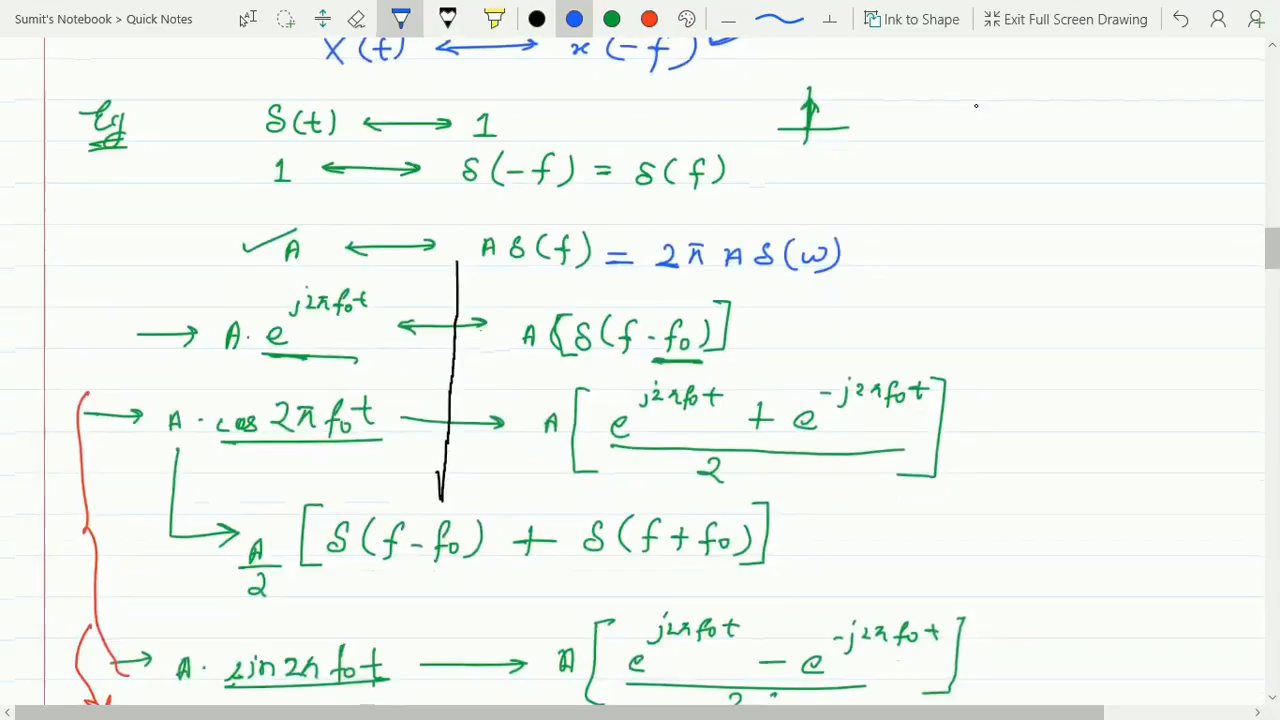 Sumit's Notebook > Quick Notes
Ink to Shape
Exit Full Screen Drawing
X(t) ⟷ x(-f) ✓
Eg δ(t) ⟷ 1
1 ⟷ δ(-f) = δ(f)
✓ A ⟷ A δ(f) = 2π A δ(ω)
→ A · e^{j2πf₀t} ⟷ A [δ(f - f₀)]
→ A · cos 2πf₀t → A [ (e^{j2πf₀t} + e^{-j2πf₀t}) / 2 ]
→ A/2 [ δ(f - f₀) + δ(f + f₀) ]
→ A · sin 2πf₀t → A [ e^{j2πf₀t} - e^{-j2πf₀t} ]